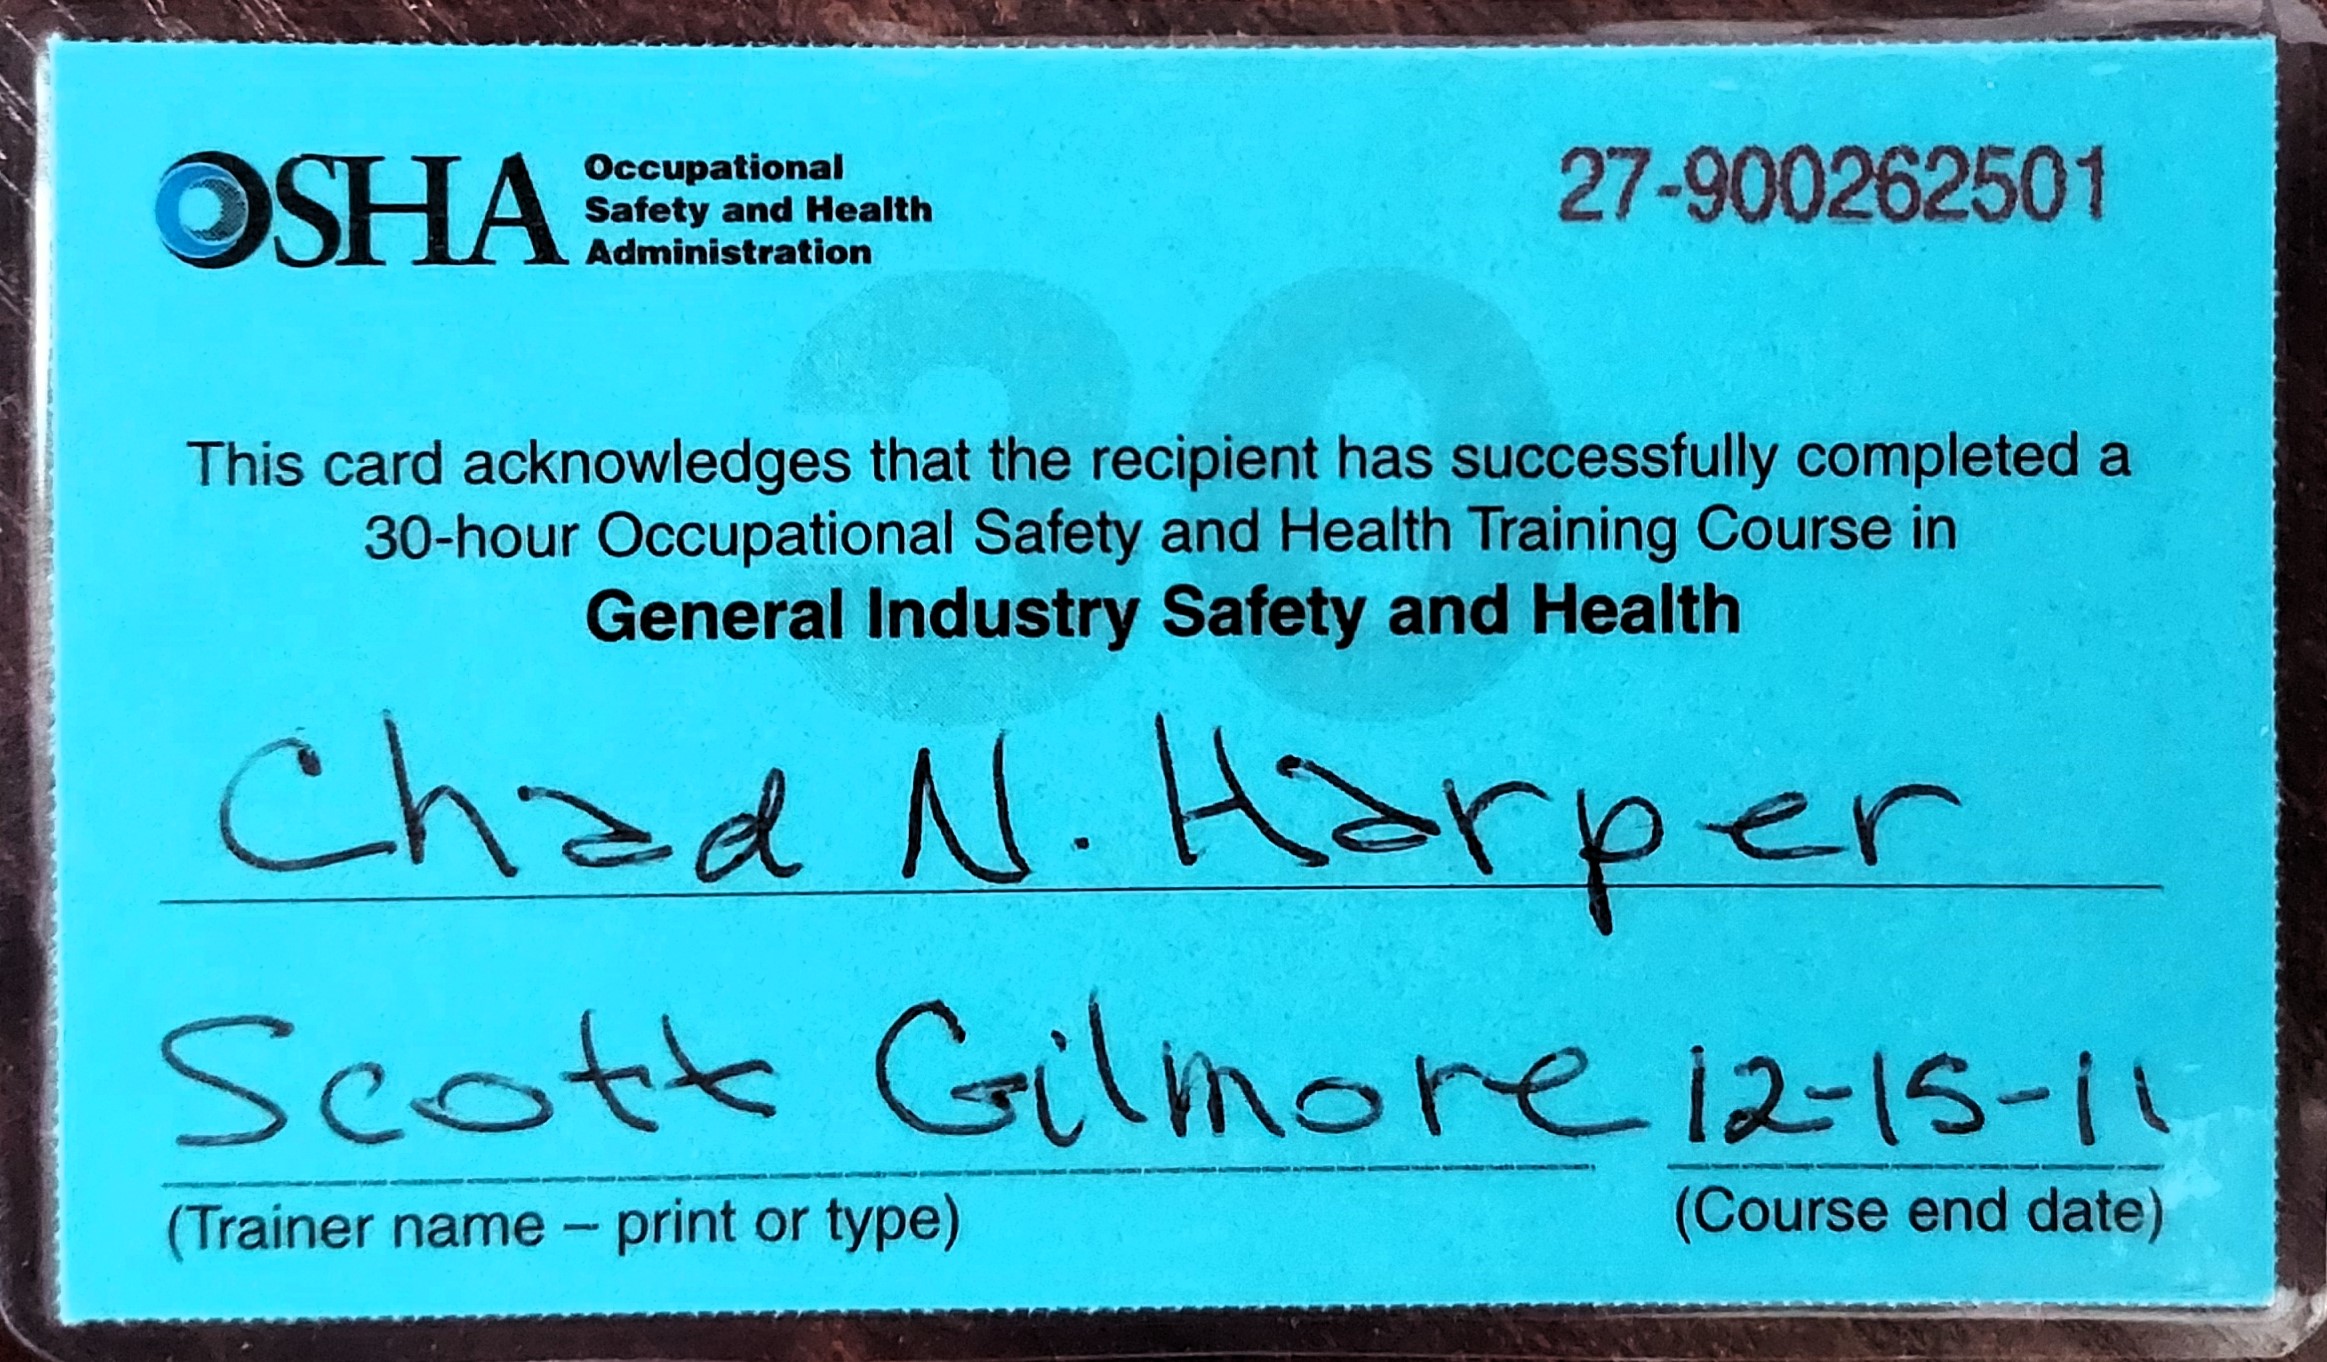 OSHA
Occupational
Safety and Health
Administration
27-900262501
30
This card acknowledges that the recipient has successfully completed a
30-hour Occupational Safety and Health Training Course in
General Industry Safety and Health
Chad N. Harper
Scott Gilmore 12-15-11
(Trainer name – print or type) (Course end date)